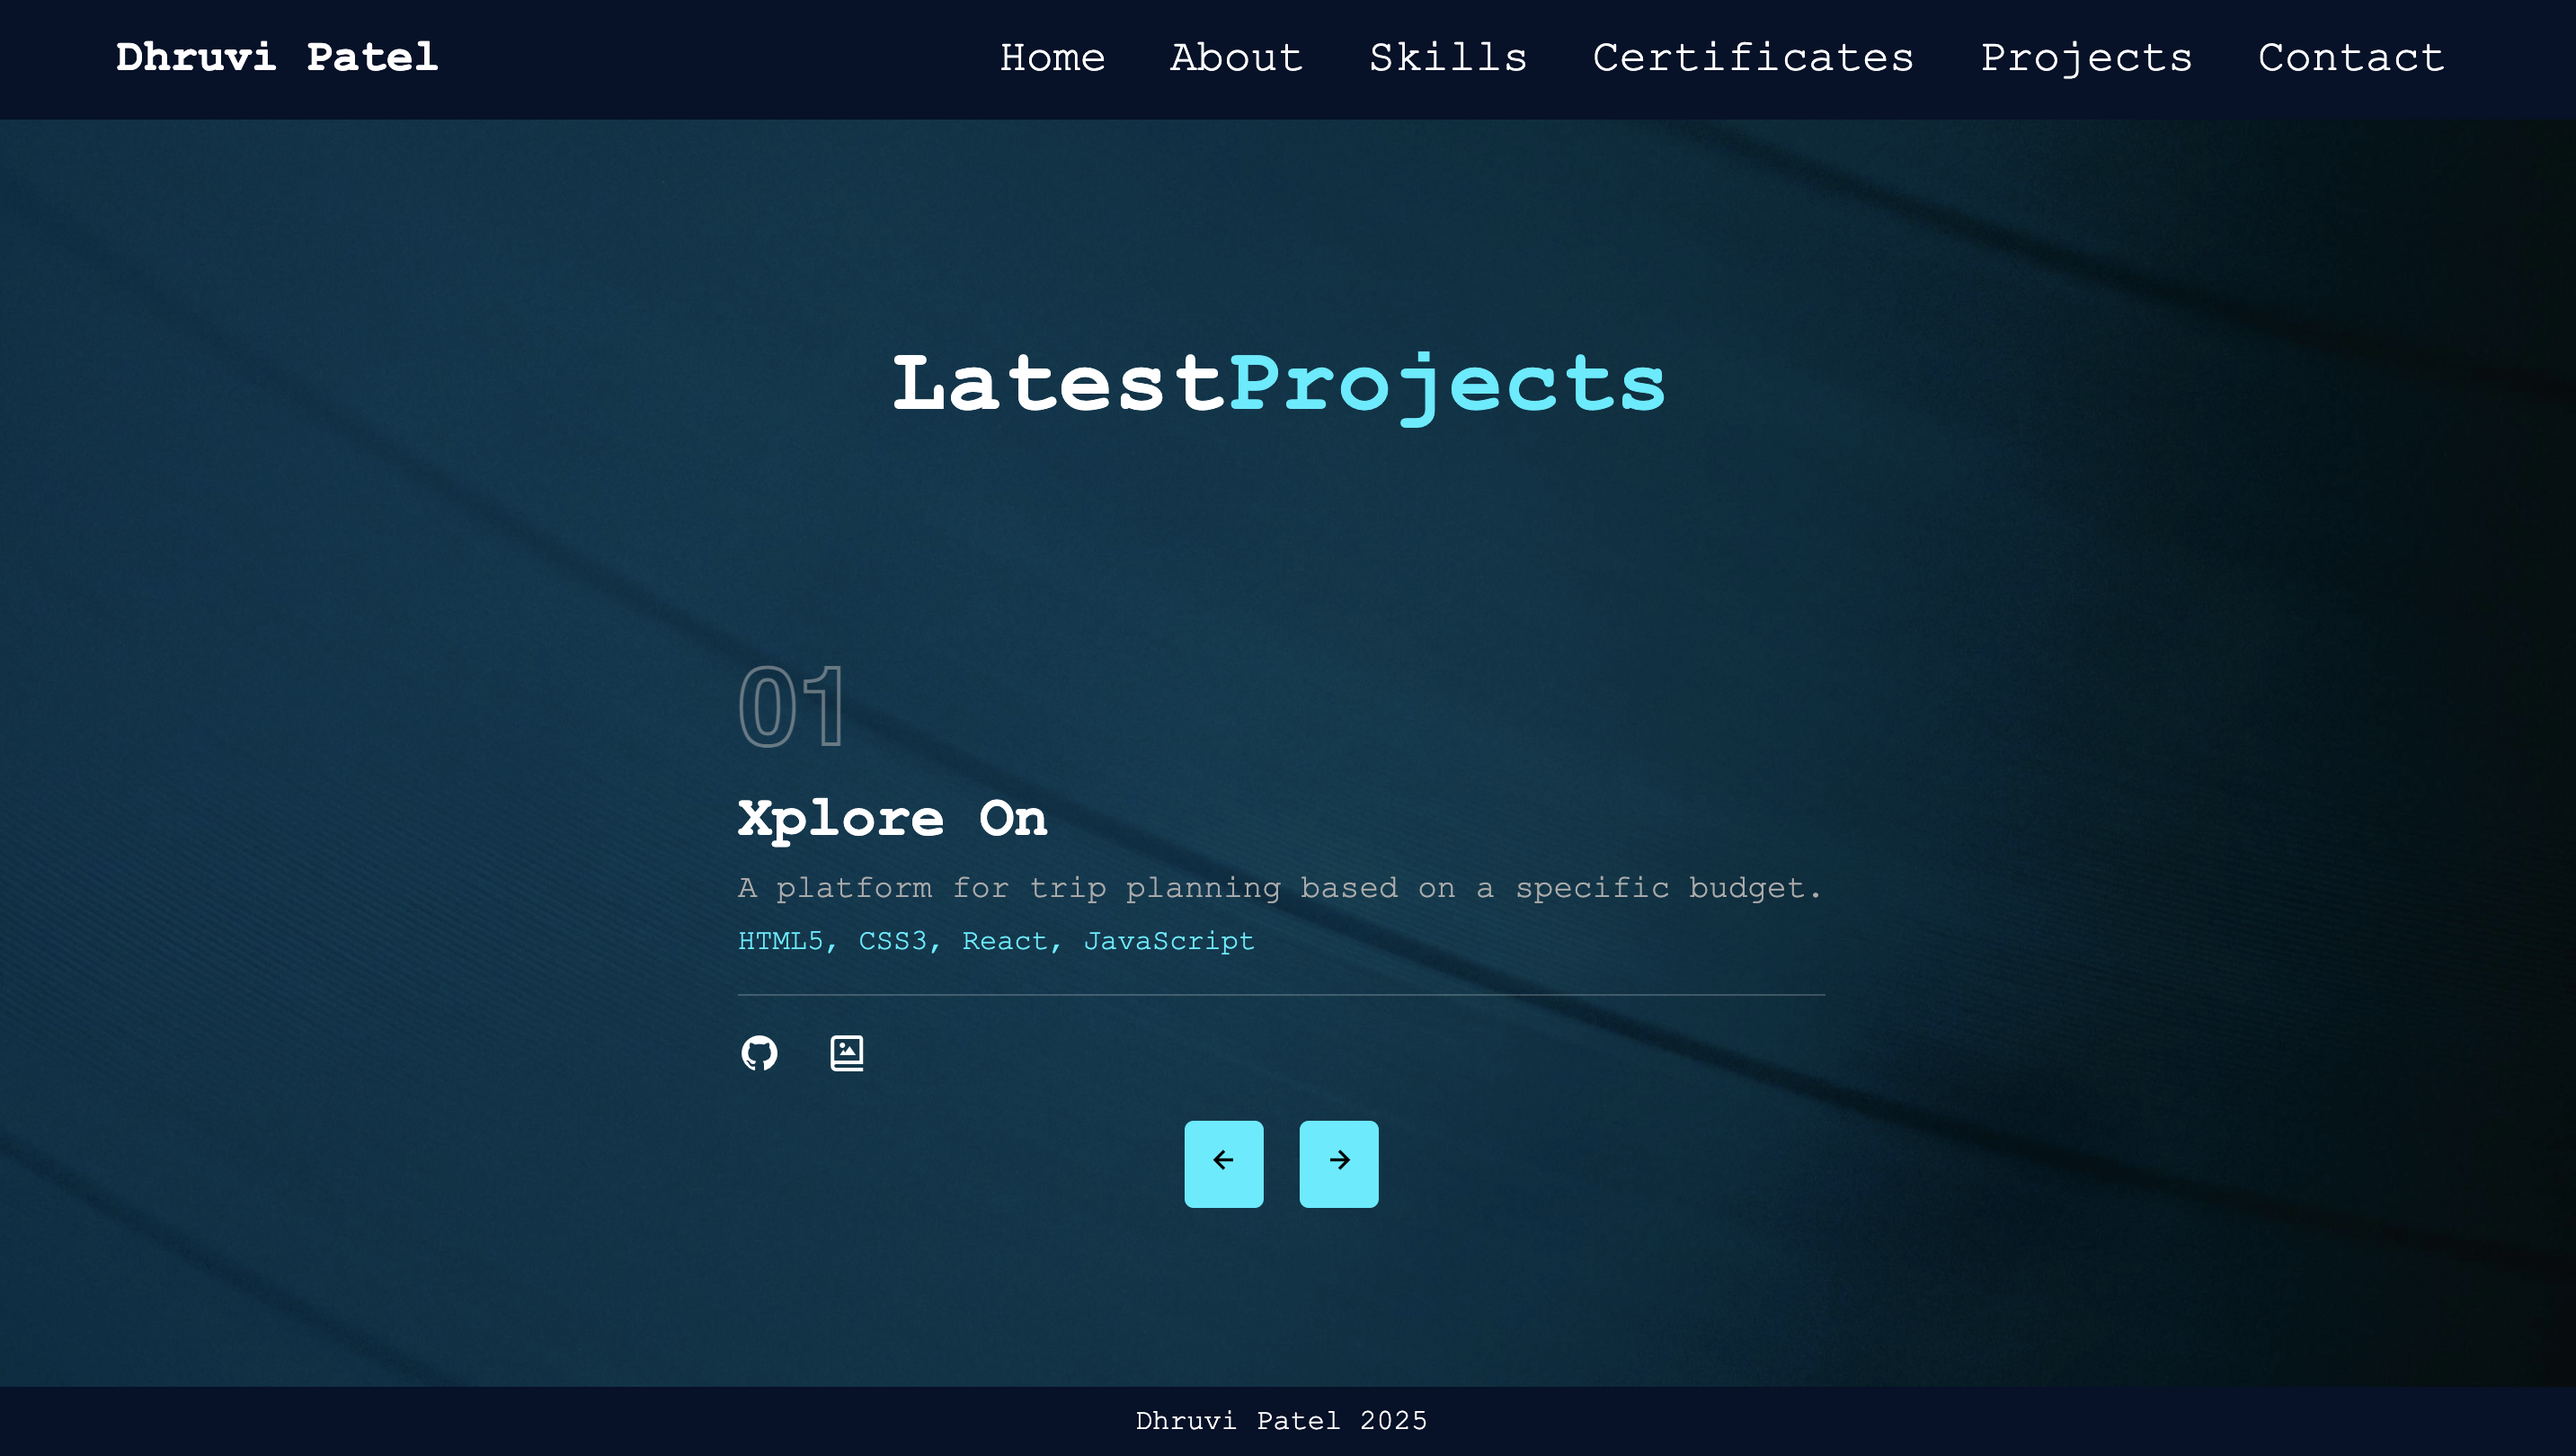 Dhruvi Patel
Home About Skills Certificates Projects Contact
LatestProjects
01
Xplore On
A platform for trip planning based on a specific budget.
HTML5, CSS3, React, JavaScript
Dhruvi Patel 2025